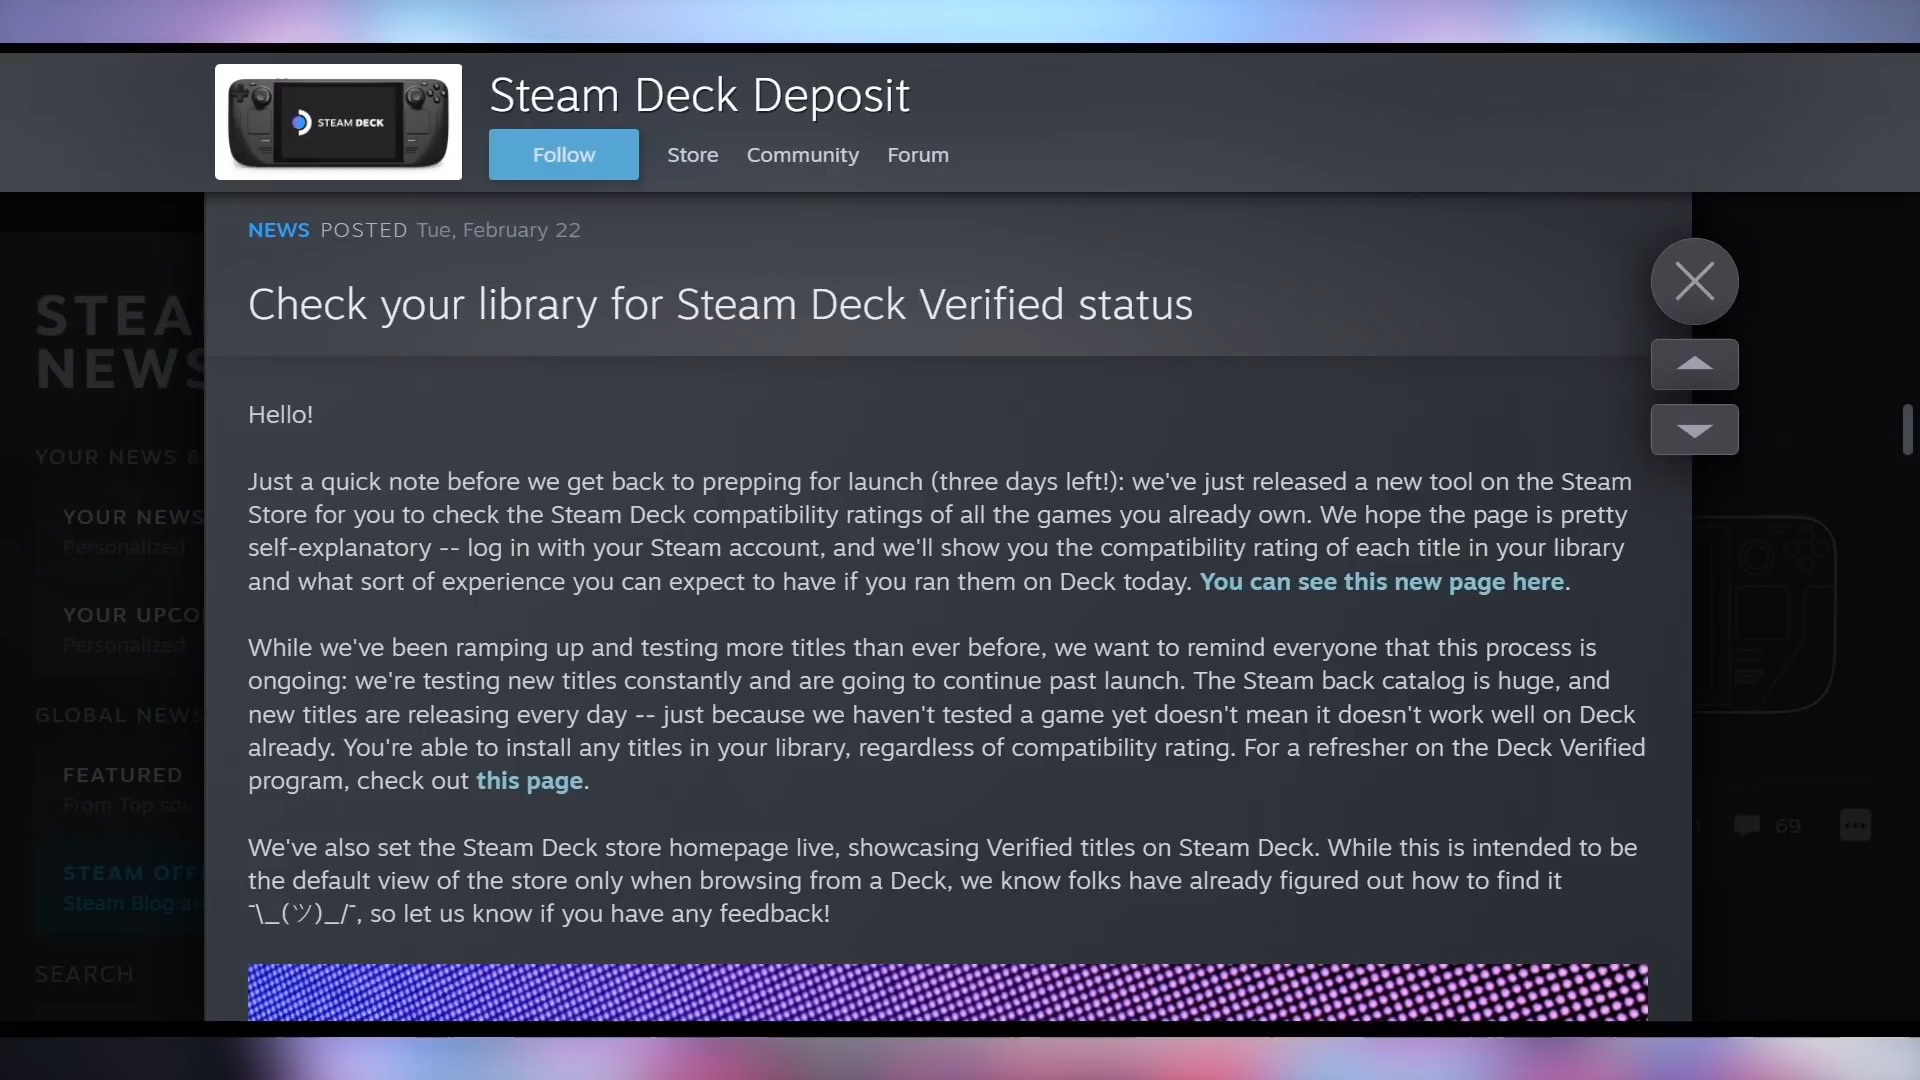 STEAM DECK
Steam Deck Deposit
Follow Store Community Forum
NEWS POSTED Tue, February 22
Check your library for Steam Deck Verified status
Hello!
Just a quick note before we get back to prepping for launch (three days left!): we've just released a new tool on the Steam
Store for you to check the Steam Deck compatibility ratings of all the games you already own. We hope the page is pretty
self-explanatory -- log in with your Steam account, and we'll show you the compatibility rating of each title in your library
and what sort of experience you can expect to have if you ran them on Deck today. You can see this new page here.
While we've been ramping up and testing more titles than ever before, we want to remind everyone that this process is
ongoing: we're testing new titles constantly and are going to continue past launch. The Steam back catalog is huge, and
new titles are releasing every day -- just because we haven't tested a game yet doesn't mean it doesn't work well on Deck
already. You're able to install any titles in your library, regardless of compatibility rating. For a refresher on the Deck Verified
program, check out this page.
We've also set the Steam Deck store homepage live, showcasing Verified titles on Steam Deck. While this is intended to be
the default view of the store only when browsing from a Deck, we know folks have already figured out how to find it
¯\_(ツ)_/¯, so let us know if you have any feedback!
STEA
NEWS
YOUR NEWS &
YOUR NEWS
Personalized
YOUR UPCO
Personalized
GLOBAL NEWS
FEATURED
From Top sou
STEAM OFF
Steam Blog an
SEARCH
69